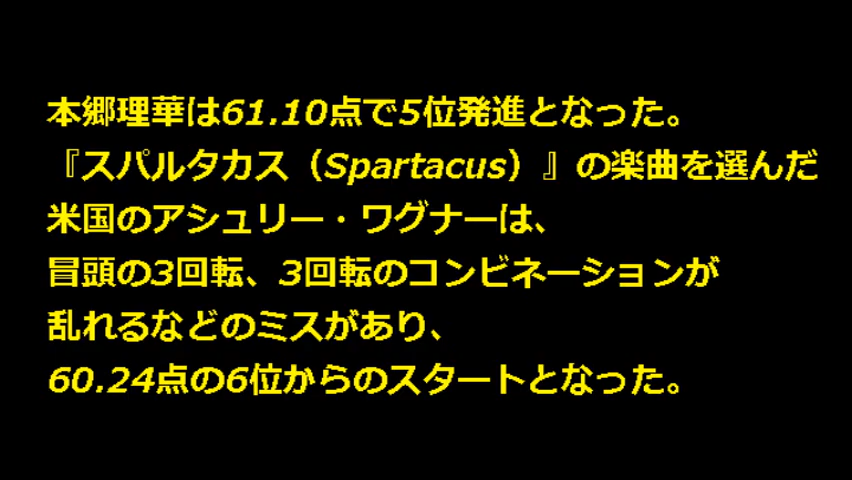 本郷理華は61.10点で5位発進となった。
『スパルタカス（Spartacus）』の楽曲を選んだ
米国のアシュリー・ワグナーは、
冒頭の3回転、3回転のコンビネーションが
乱れるなどのミスがあり、
60.24点の6位からのスタートとなった。